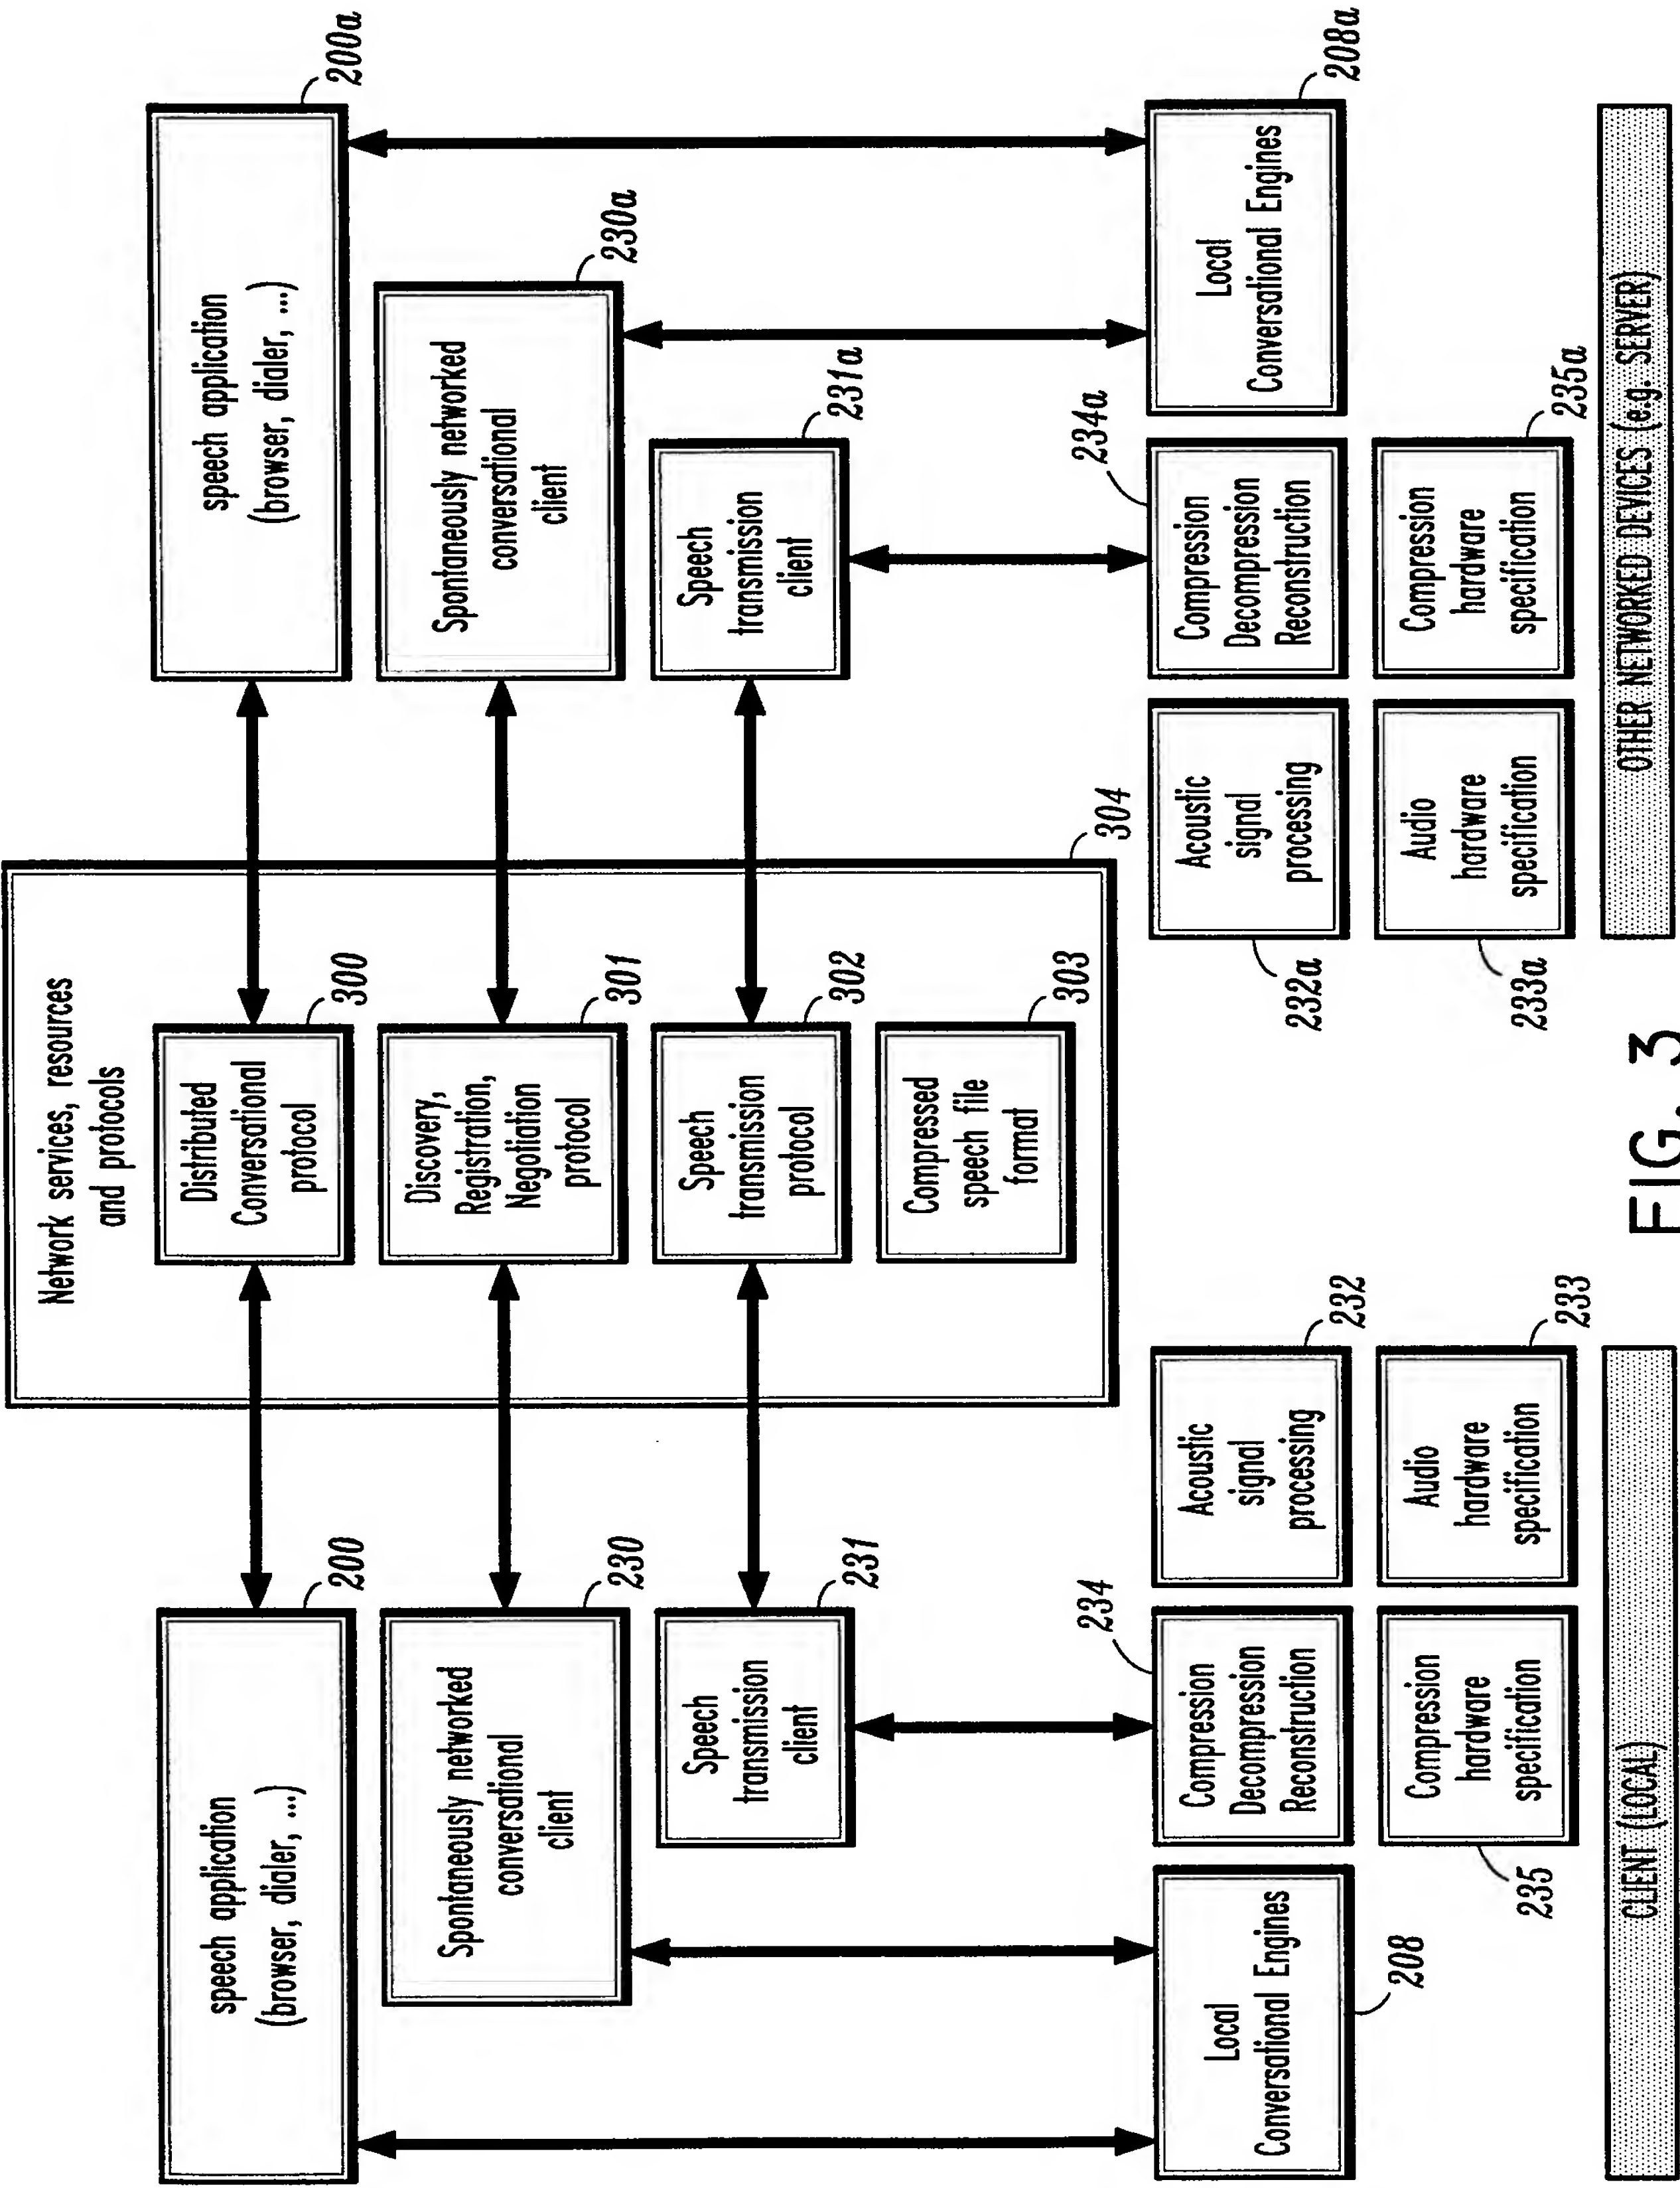 Network services, resources
and protocols
speech application
(browser, dialer, ...)
200
Distributed
Conversational
protocol
300
speech application
(browser, dialer, ...)
200a
Spontaneously networked
conversational
client
230
Discovery,
Registration,
Negotiation
protocol
301
Spontaneously networked
conversational
client
230a
Speech
transmission
client
231
Speech
transmission
protocol
302
Speech
transmission
client
231a
Compressed
speech file
format
303
304
Local
Conversational Engines
208
Compression
Decompression
Reconstruction
234
Acoustic
signal
processing
232
Acoustic
signal
processing
232a
Compression
Decompression
Reconstruction
234a
Local
Conversational Engines
208a
Compression
hardware
specification
235
Audio
hardware
specification
233
Audio
hardware
specification
233a
Compression
hardware
specification
235a
CLIENT (LOCAL)
OTHER NETWORKED DEVICES (e.g. SERVER)
FIG. 3